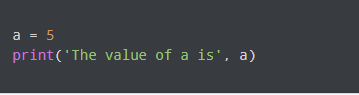 a = 5
print('The value of a is', a)